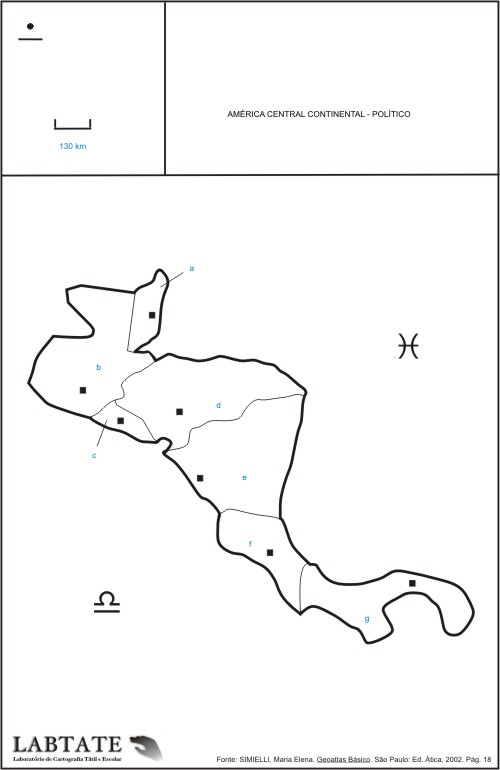 130 km
AMÉRICA CENTRAL CONTINENTAL - POLÍTICO
a
b
c
d
e
f
g
LABTATE
Laboratório de Cartografia Tátil e Escolar
Fonte: SIMIELLI, Maria Elena. Geoatlas Básico. São Paulo: Ed. Ática, 2002. Pág. 18